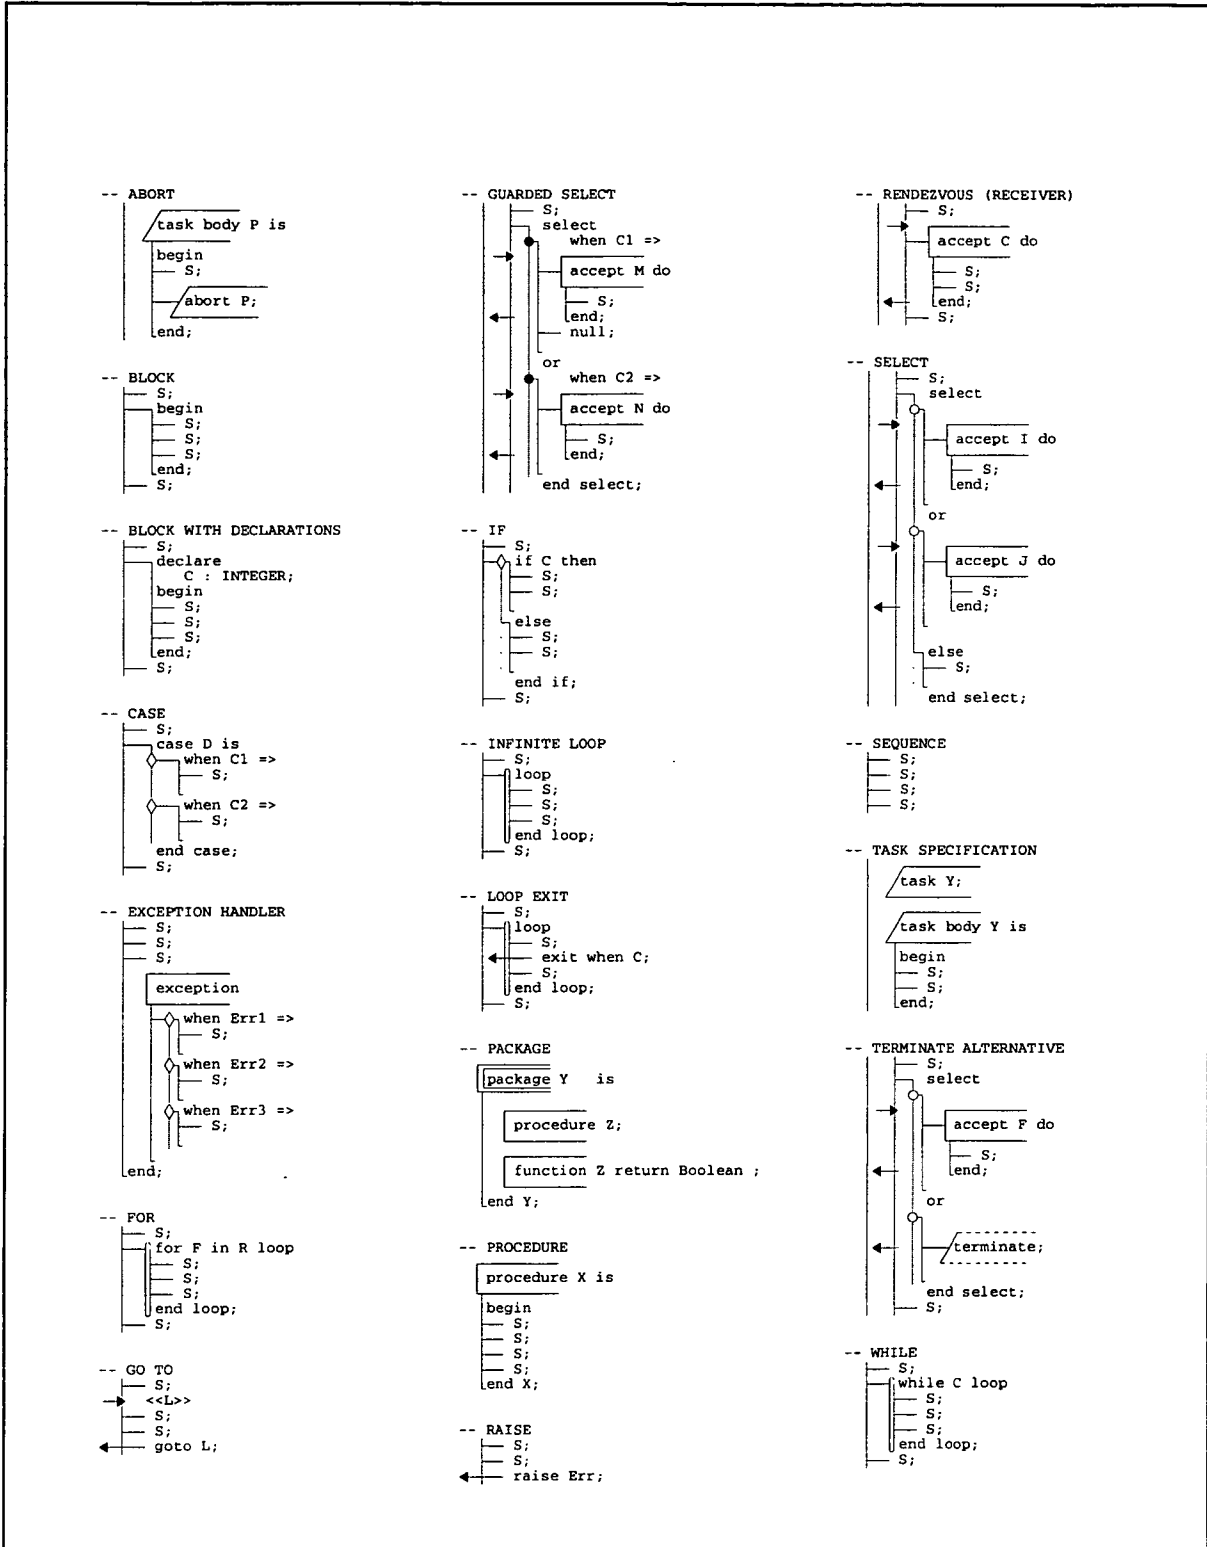 -- ABORT
task body P is
begin
S;
abort P;
end;
-- BLOCK
S;
begin
S;
S;
S;
end;
S;
-- BLOCK WITH DECLARATIONS
S;
declare
C : INTEGER;
begin
S;
S;
S;
end;
S;
-- CASE
S;
case D is
when C1 =>
S;
when C2 =>
S;
end case;
S;
-- EXCEPTION HANDLER
S;
S;
S;
exception
when Err1 =>
S;
when Err2 =>
S;
when Err3 =>
S;
end;
-- FOR
S;
for F in R loop
S;
S;
S;
end loop;
S;
-- GO TO
S;
<<L>>
S;
S;
goto L;
-- GUARDED SELECT
S;
select
when C1 =>
accept M do
S;
end;
null;
or
when C2 =>
accept N do
S;
end;
end select;
-- IF
S;
if C then
S;
S;
else
S;
S;
end if;
S;
-- INFINITE LOOP
S;
loop
S;
S;
S;
end loop;
S;
-- LOOP EXIT
S;
loop
S;
exit when C;
S;
end loop;
S;
-- PACKAGE
package Y is
procedure Z;
function Z return Boolean ;
end Y;
-- PROCEDURE
procedure X is
begin
S;
S;
S;
S;
end X;
-- RAISE
S;
S;
raise Err;
-- RENDEZVOUS (RECEIVER)
S;
accept C do
S;
S;
end;
S;
-- SELECT
S;
select
accept I do
S;
end;
or
accept J do
S;
end;
else
S;
end select;
-- SEQUENCE
S;
S;
S;
S;
-- TASK SPECIFICATION
task Y;
task body Y is
begin
S;
S;
end;
-- TERMINATE ALTERNATIVE
S;
select
accept F do
S;
end;
or
terminate;
end select;
S;
-- WHILE
S;
while C loop
S;
S;
S;
end loop;
S;